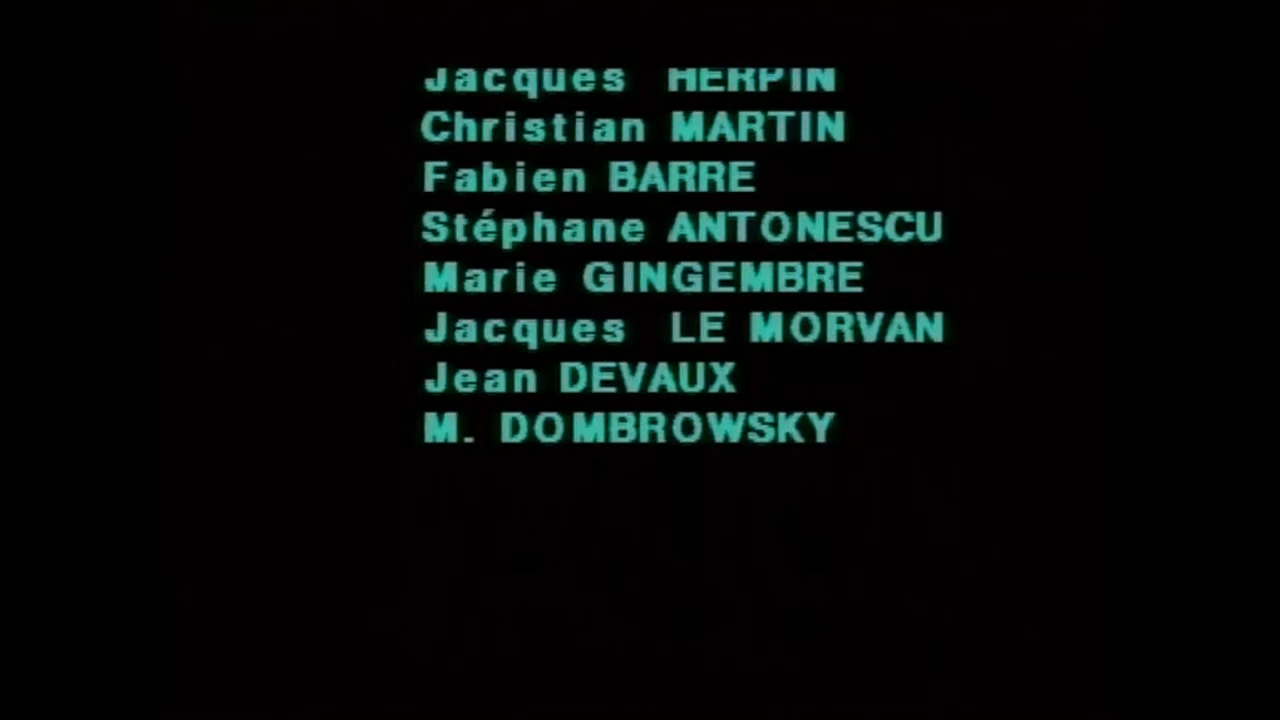 Jacques HERPIN
Christian MARTIN
Fabien BARRE
Stéphane ANTONESCU
Marie GINGEMBRE
Jacques LE MORVAN
Jean DEVAUX
M. DOMBROWSKY